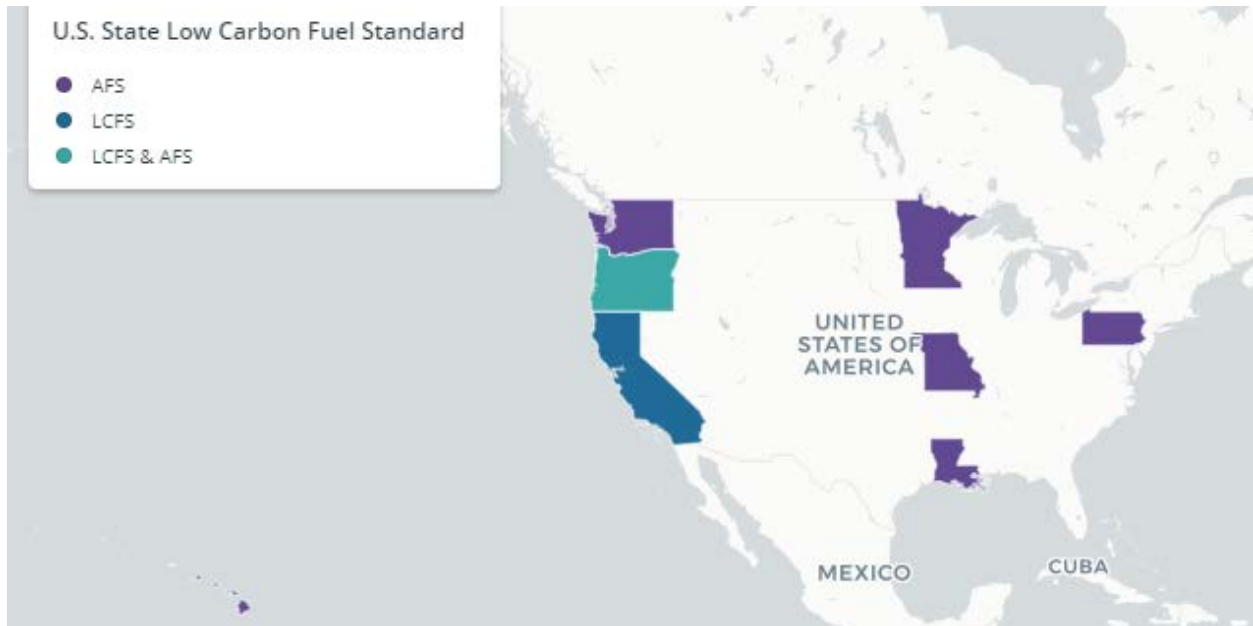 U.S. State Low Carbon Fuel Standard
AFS
LCFS
LCFS & AFS
UNITED
STATES OF
AMERICA
MEXICO
CUBA